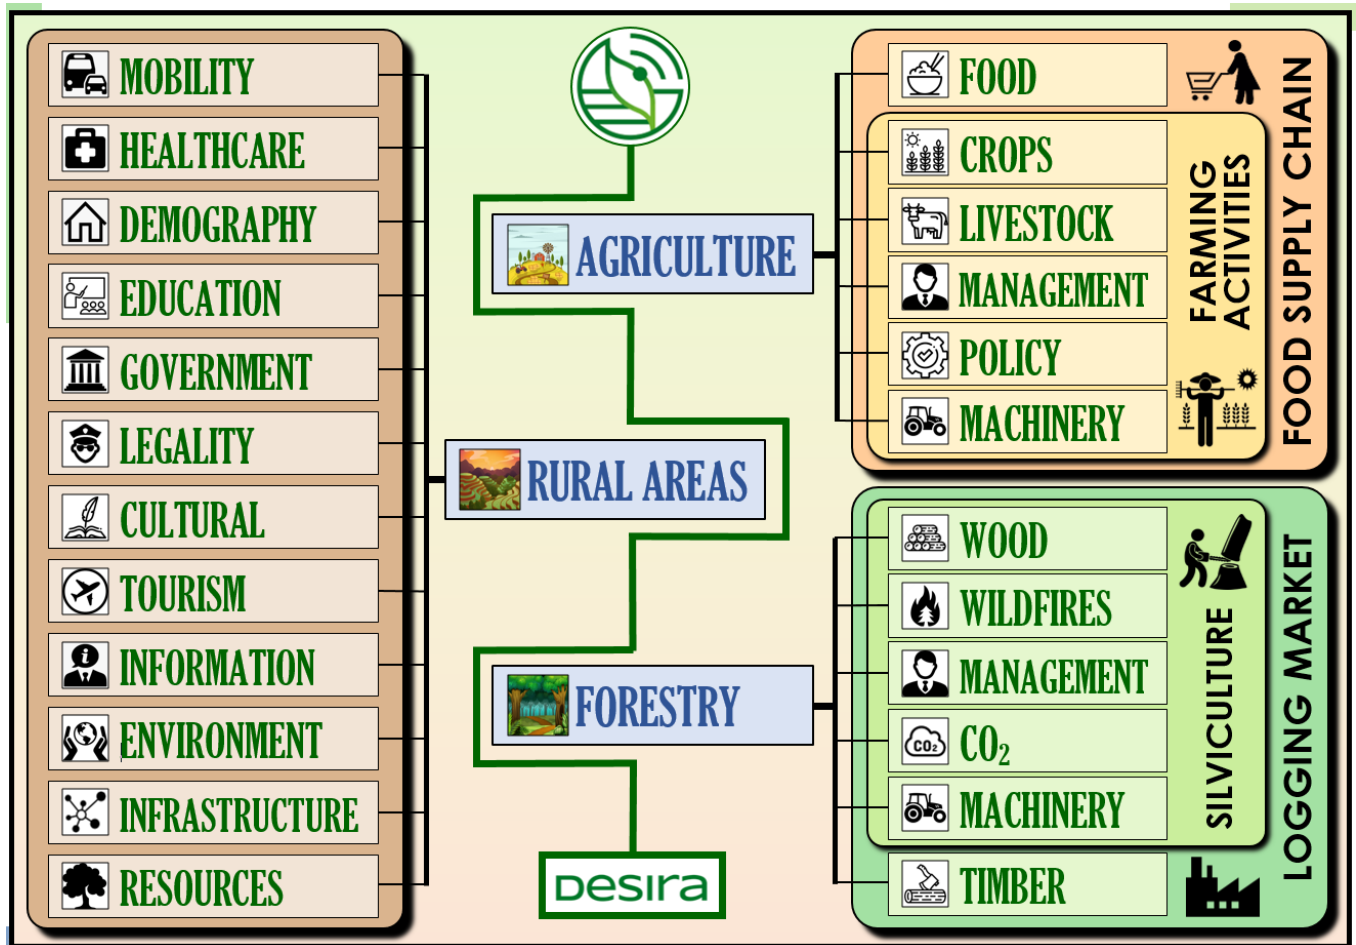 MOBILITY
HEALTHCARE
DEMOGRAPHY
EDUCATION
GOVERNMENT
LEGALITY
CULTURAL
TOURISM
INFORMATION
ENVIRONMENT
INFRASTRUCTURE
RESOURCES
AGRICULTURE
RURAL AREAS
FORESTRY
DESIRA
FOOD
CROPS
LIVESTOCK
MANAGEMENT
POLICY
MACHINERY
FARMING
ACTIVITIES
FOOD SUPPLY CHAIN
WOOD
WILDFIRES
MANAGEMENT
CO₂
CO₂
MACHINERY
TIMBER
SILVICULTURE
LOGGING MARKET